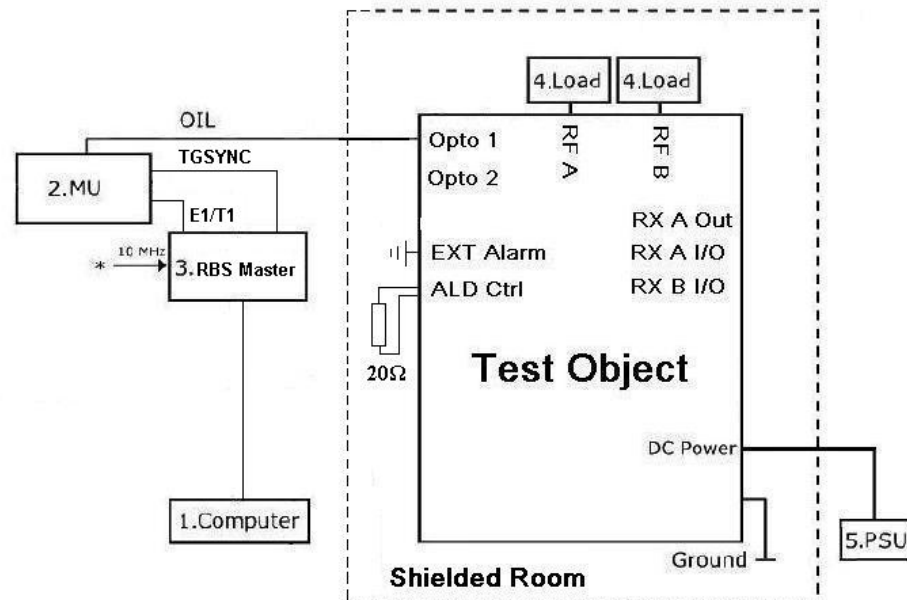 4.Load
4.Load
OIL
Opto 1
RF A
RF B
TGSYNC
2.MU
Opto 2
E1/T1
RX A Out
* 10 MHz
3.RBS Master
EXT Alarm
RX A I/O
ALD Ctrl
RX B I/O
20Ω
Test Object
DC Power
1.Computer
5.PSU
Ground
Shielded Room